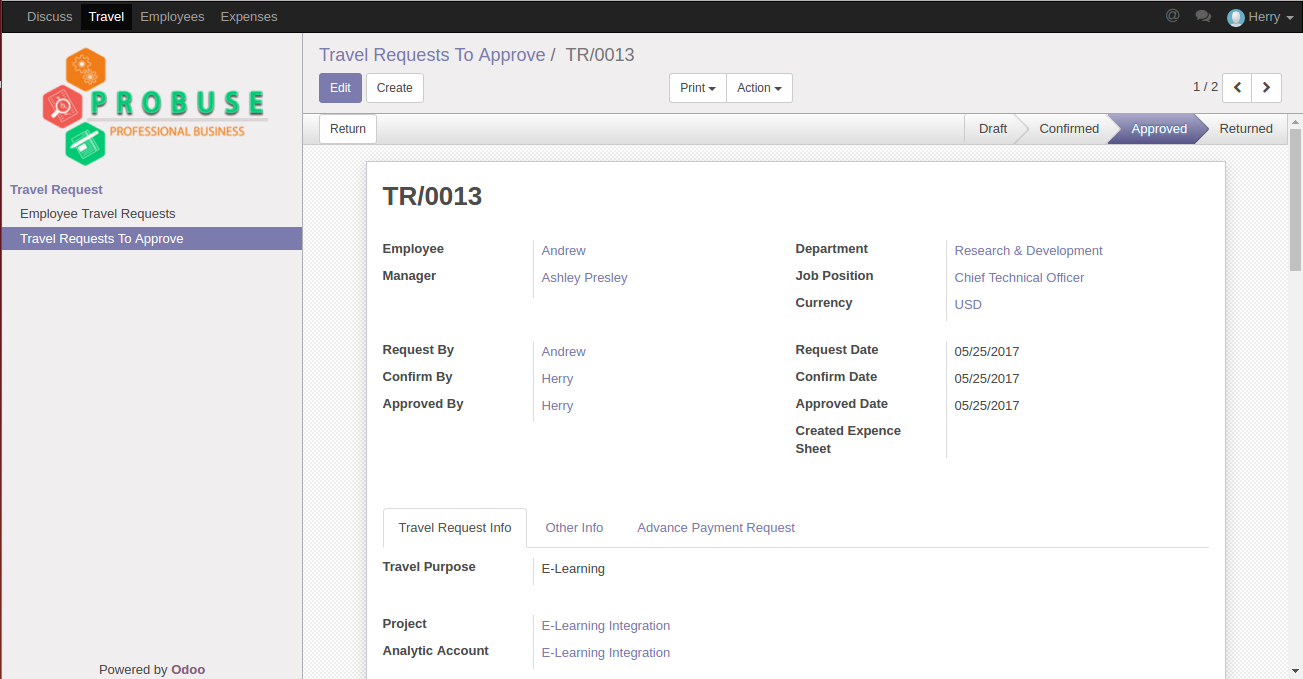 Discuss Travel Employees Expenses @ Herry
PROBUSE
PROFESSIONAL BUSINESS
Travel Request
Employee Travel Requests
Travel Requests To Approve
Powered by Odoo
Travel Requests To Approve / TR/0013
Edit Create Print Action 1 / 2
Return Draft Confirmed Approved Returned
TR/0013
Employee Andrew Department Research & Development
Manager Ashley Presley Job Position Chief Technical Officer
Currency USD
Request By Andrew Request Date 05/25/2017
Confirm By Herry Confirm Date 05/25/2017
Approved By Herry Approved Date 05/25/2017
Created Expence
Sheet
Travel Request Info Other Info Advance Payment Request
Travel Purpose E-Learning
Project E-Learning Integration
Analytic Account E-Learning Integration